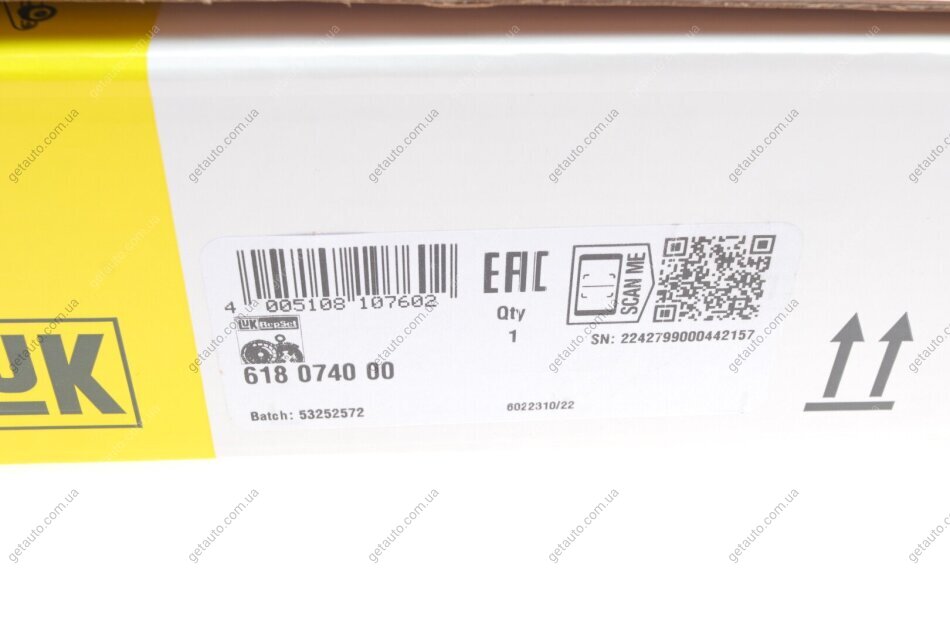 4 005108 107602
EAC
Qty
1
SCAN ME
SN: 2242799000442157
LUK RepSet
618 0740 00
Batch: 53252572
6022310/22
LUK
getauto.com.ua